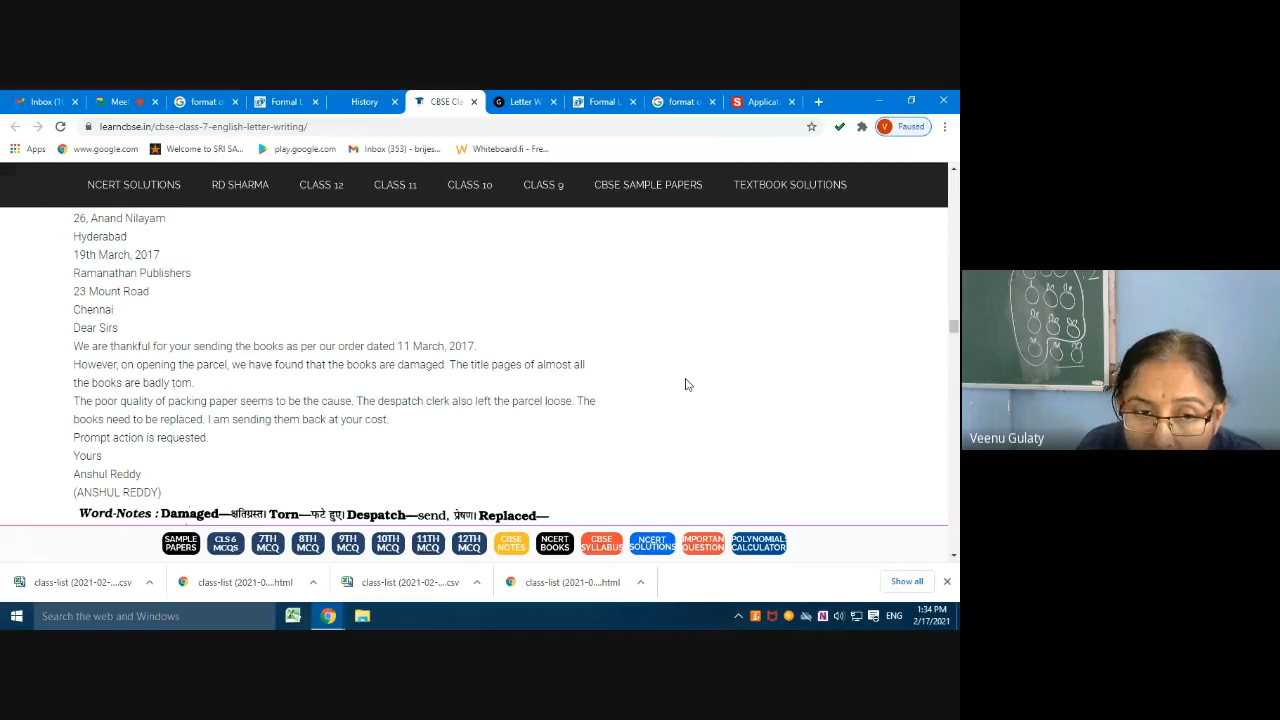 Inbox (1
Meet
format o
Formal L
History
CBSE Cla
Letter W
Formal L
format o
Applicat
learncbse.in/cbse-class-7-english-letter-writing/
Paused
Apps
www.google.com
Welcome to SRI SA...
play.google.com
Inbox (353) - brijes...
Whiteboard.fi - Fre...
NCERT SOLUTIONS RD SHARMA CLASS 12 CLASS 11 CLASS 10 CLASS 9 CBSE SAMPLE PAPERS TEXTBOOK SOLUTIONS
26, Anand Nilayam
Hyderabad
19th March, 2017
Ramanathan Publishers
23 Mount Road
Chennai
Dear Sirs
We are thankful for your sending the books as per our order dated 11 March, 2017.
However, on opening the parcel, we have found that the books are damaged. The title pages of almost all
the books are badly torn.
The poor quality of packing paper seems to be the cause. The despatch clerk also left the parcel loose. The
books need to be replaced. I am sending them back at your cost.
Prompt action is requested.
Yours
Anshul Reddy
(ANSHUL REDDY)
Word-Notes : Damaged—क्षतिग्रस्त। Torn—फटे हुए। Despatch—send, प्रेषण। Replaced—
SAMPLE PAPERS
CLS 6 MCQS
7TH MCQ
8TH MCQ
9TH MCQ
10TH MCQ
11TH MCQ
12TH MCQ
CBSE NOTES
NCERT BOOKS
CBSE SYLLABUS
NCERT SOLUTIONS
IMPORTAN QUESTION
POLYNOMIAL CALCULATOR
class-list (2021-02-....csv
class-list (2021-0....html
class-list (2021-02-....csv
class-list (2021-0....html
Show all
Search the web and Windows
ENG
1:34 PM
2/17/2021
Veenu Gulaty